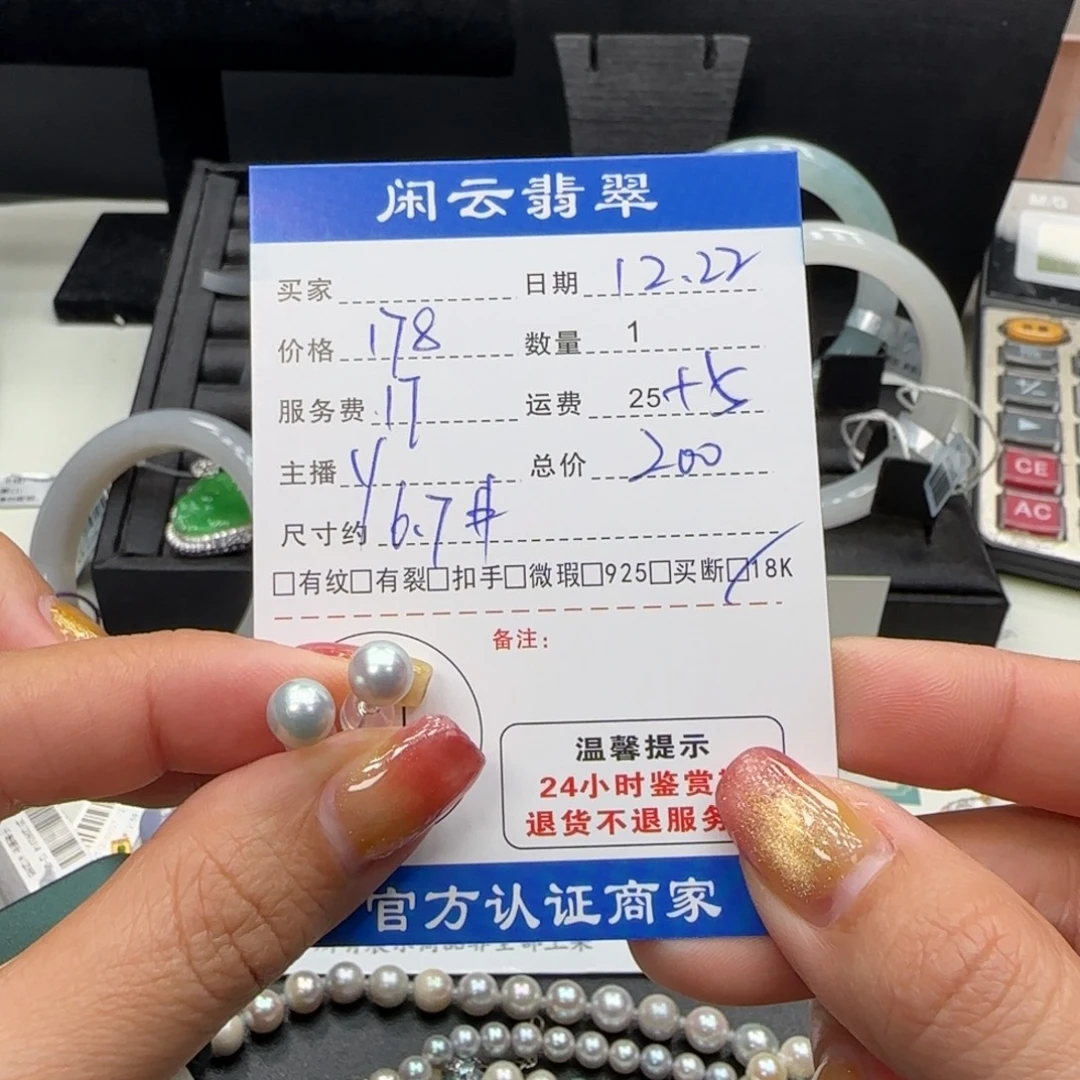 闲云翡翠
买家 日期 12.22
价格 178 数量 1
服务费 17 运费 25+5
主播 y 总价 200
尺寸约 6.7#
□有纹□有裂□扣手□微瑕□925□买断☑18K
备注:
温馨提示
24小时鉴赏
退货不退服务
官方认证商家
CE
AC